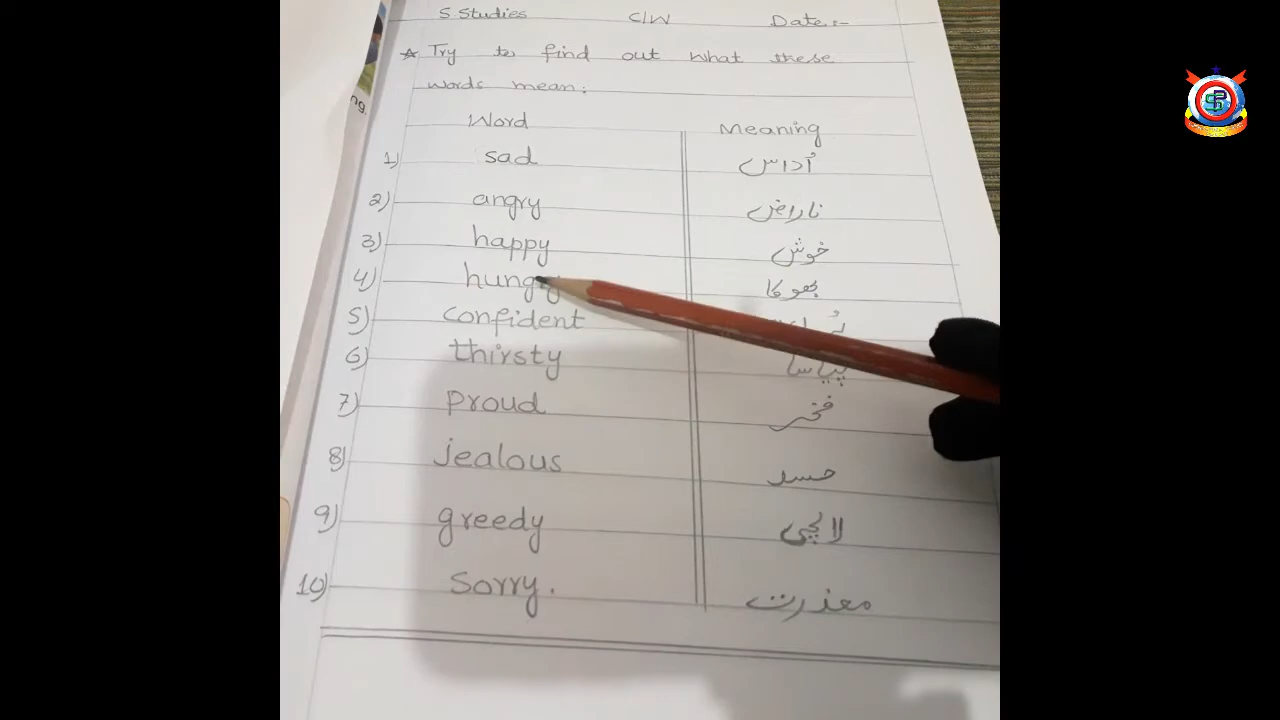 S. Studies C/W Date:-
☆ Try to find out what these
words mean:
Word Meaning
1) sad اُداس
2) angry ناراض
3) happy خوش
4) hungry بھوکا
5) confident
6) thirsty پیاسا
7) proud فخر
8) jealous حسد
9) greedy لالچی
10) Sorry. معذرت